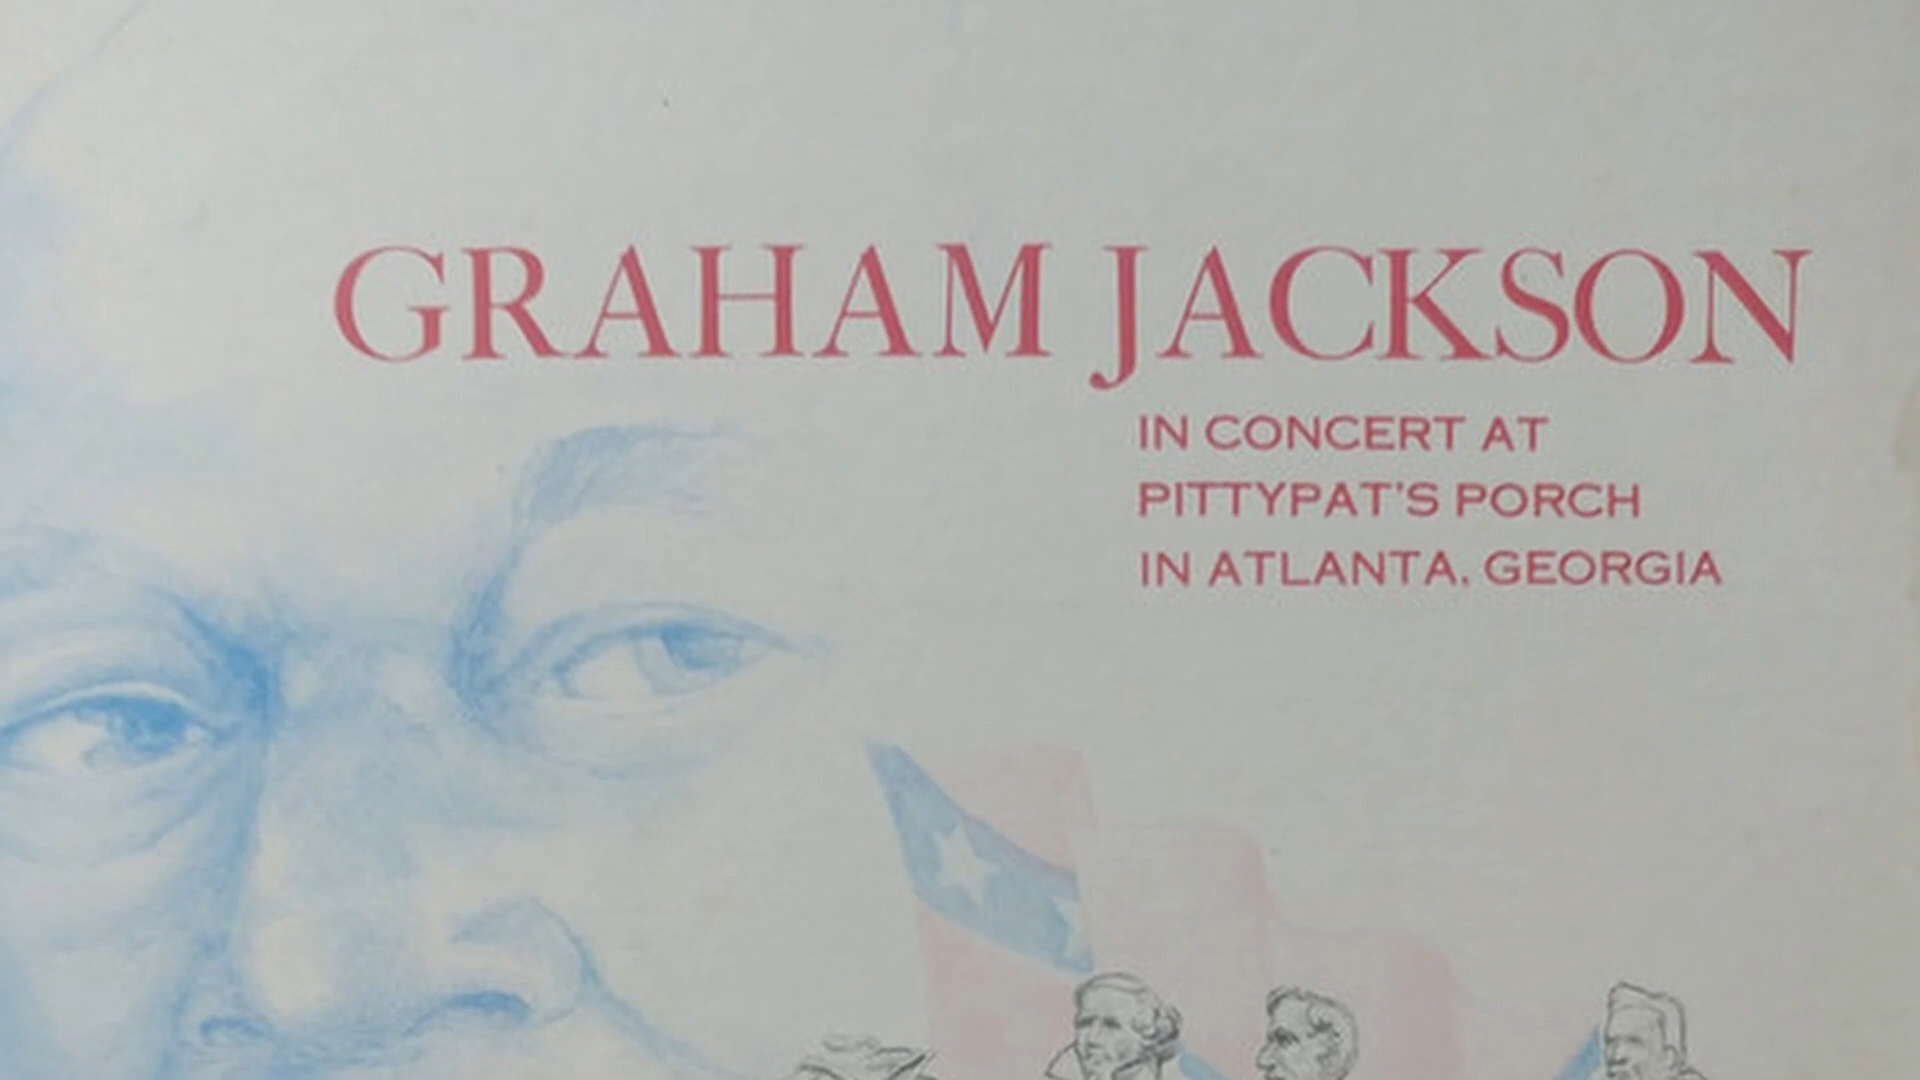 GRAHAM JACKSON
IN CONCERT AT
PITTYPAT'S PORCH
IN ATLANTA, GEORGIA